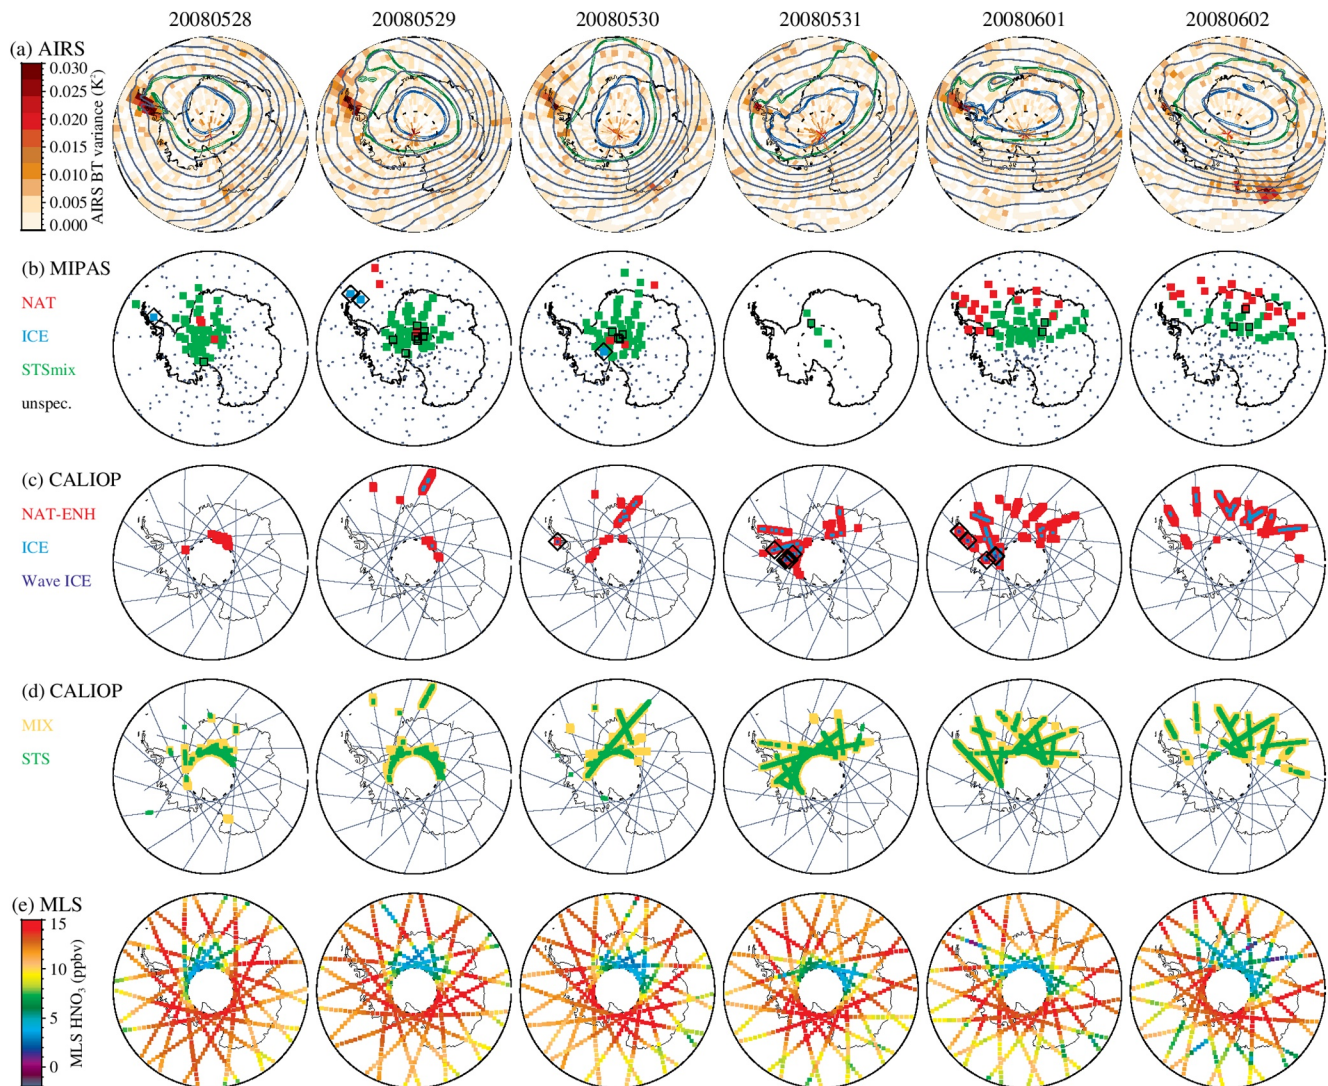 20080528 20080529 20080530 20080531 20080601 20080602
(a) AIRS
0.030
0.025
0.020
0.015
0.010
0.005
0.000
AIRS BT variance (K²)
(b) MIPAS
NAT
ICE
STSmix
unspec.
(c) CALIOP
NAT-ENH
ICE
Wave ICE
(d) CALIOP
MIX
STS
(e) MLS
15
10
5
0
MLS HNO₃ (ppbv)